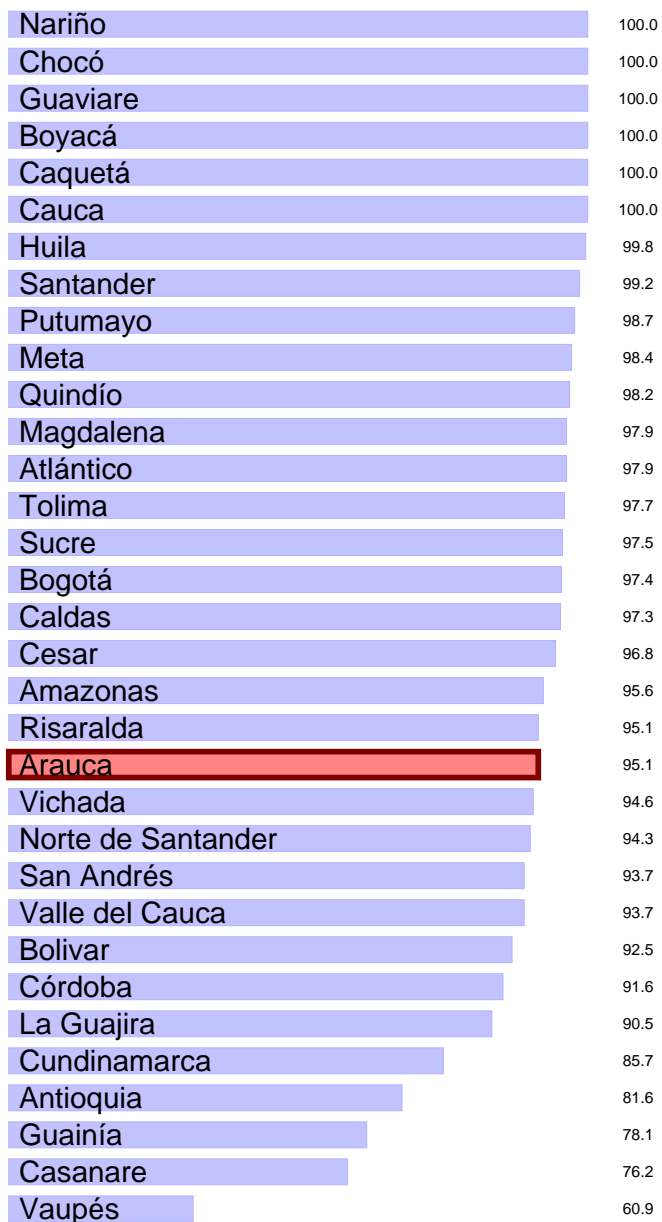 Nariño 100.0
Chocó 100.0
Guaviare 100.0
Boyacá 100.0
Caquetá 100.0
Cauca 100.0
Huila 99.8
Santander 99.2
Putumayo 98.7
Meta 98.4
Quindío 98.2
Magdalena 97.9
Atlántico 97.9
Tolima 97.7
Sucre 97.5
Bogotá 97.4
Caldas 97.3
Cesar 96.8
Amazonas 95.6
Risaralda 95.1
Arauca 95.1
Vichada 94.6
Norte de Santander 94.3
San Andrés 93.7
Valle del Cauca 93.7
Bolivar 92.5
Córdoba 91.6
La Guajira 90.5
Cundinamarca 85.7
Antioquia 81.6
Guainía 78.1
Casanare 76.2
Vaupés 60.9